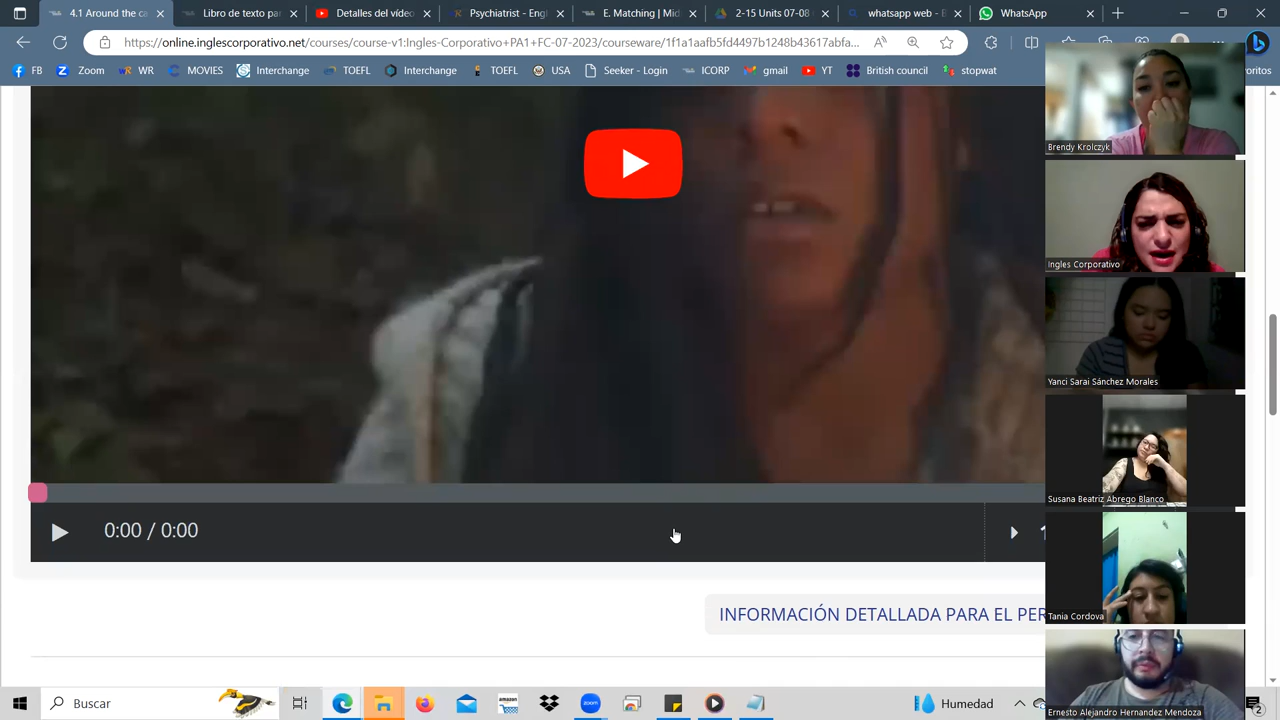 4.1 Around the ca
Libro de texto par
Detalles del vídeo
Psychiatrist - Engl
E. Matching | Mid
2-15 Units 07-08
whatsapp web - B
WhatsApp
https://online.inglescorporativo.net/courses/course-v1:Ingles-Corporativo+PA1+FC-07-2023/courseware/1f1a1aafb5fd4497b1248b43617abfa...
FB
Zoom
WR
MOVIES
Interchange
TOEFL
Interchange
TOEFL
USA
Seeker - Login
ICORP
gmail
YT
British council
stopwat
oritos
Brendy Krolczyk
Ingles Corporativo
Yanci Sarai Sánchez Morales
Susana Beatriz Abrego Blanco
0:00 / 0:00
INFORMACIÓN DETALLADA PARA EL PER
Tania Cordova
Ernesto Alejandro Hernandez Mendoza
Buscar
Humedad
2